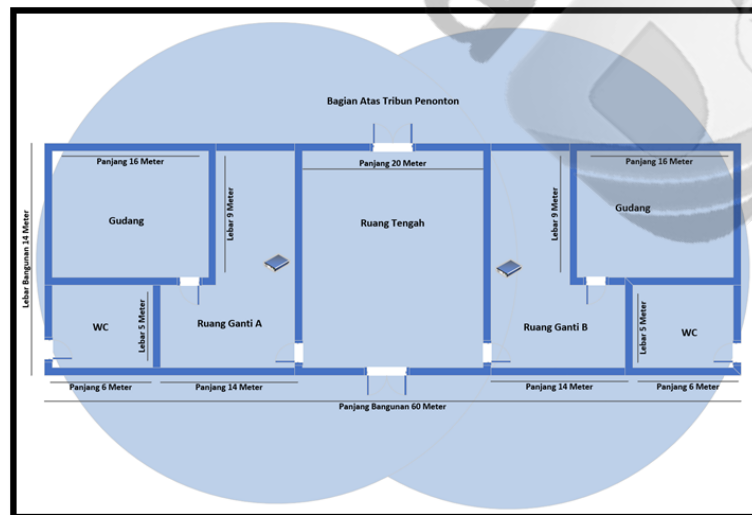 Bagian Atas Tribun Penonton
Panjang 16 Meter
Panjang 20 Meter
Panjang 16 Meter
Lebar Bangunan 14 Meter
Gudang
Lebar 9 Meter
Ruang Tengah
Lebar 9 Meter
Gudang
WC
Lebar 5 Meter
Ruang Ganti A
Ruang Ganti B
Lebar 5 Meter
WC
Panjang 6 Meter
Panjang 14 Meter
Panjang 14 Meter
Panjang 6 Meter
Panjang Bangunan 60 Meter